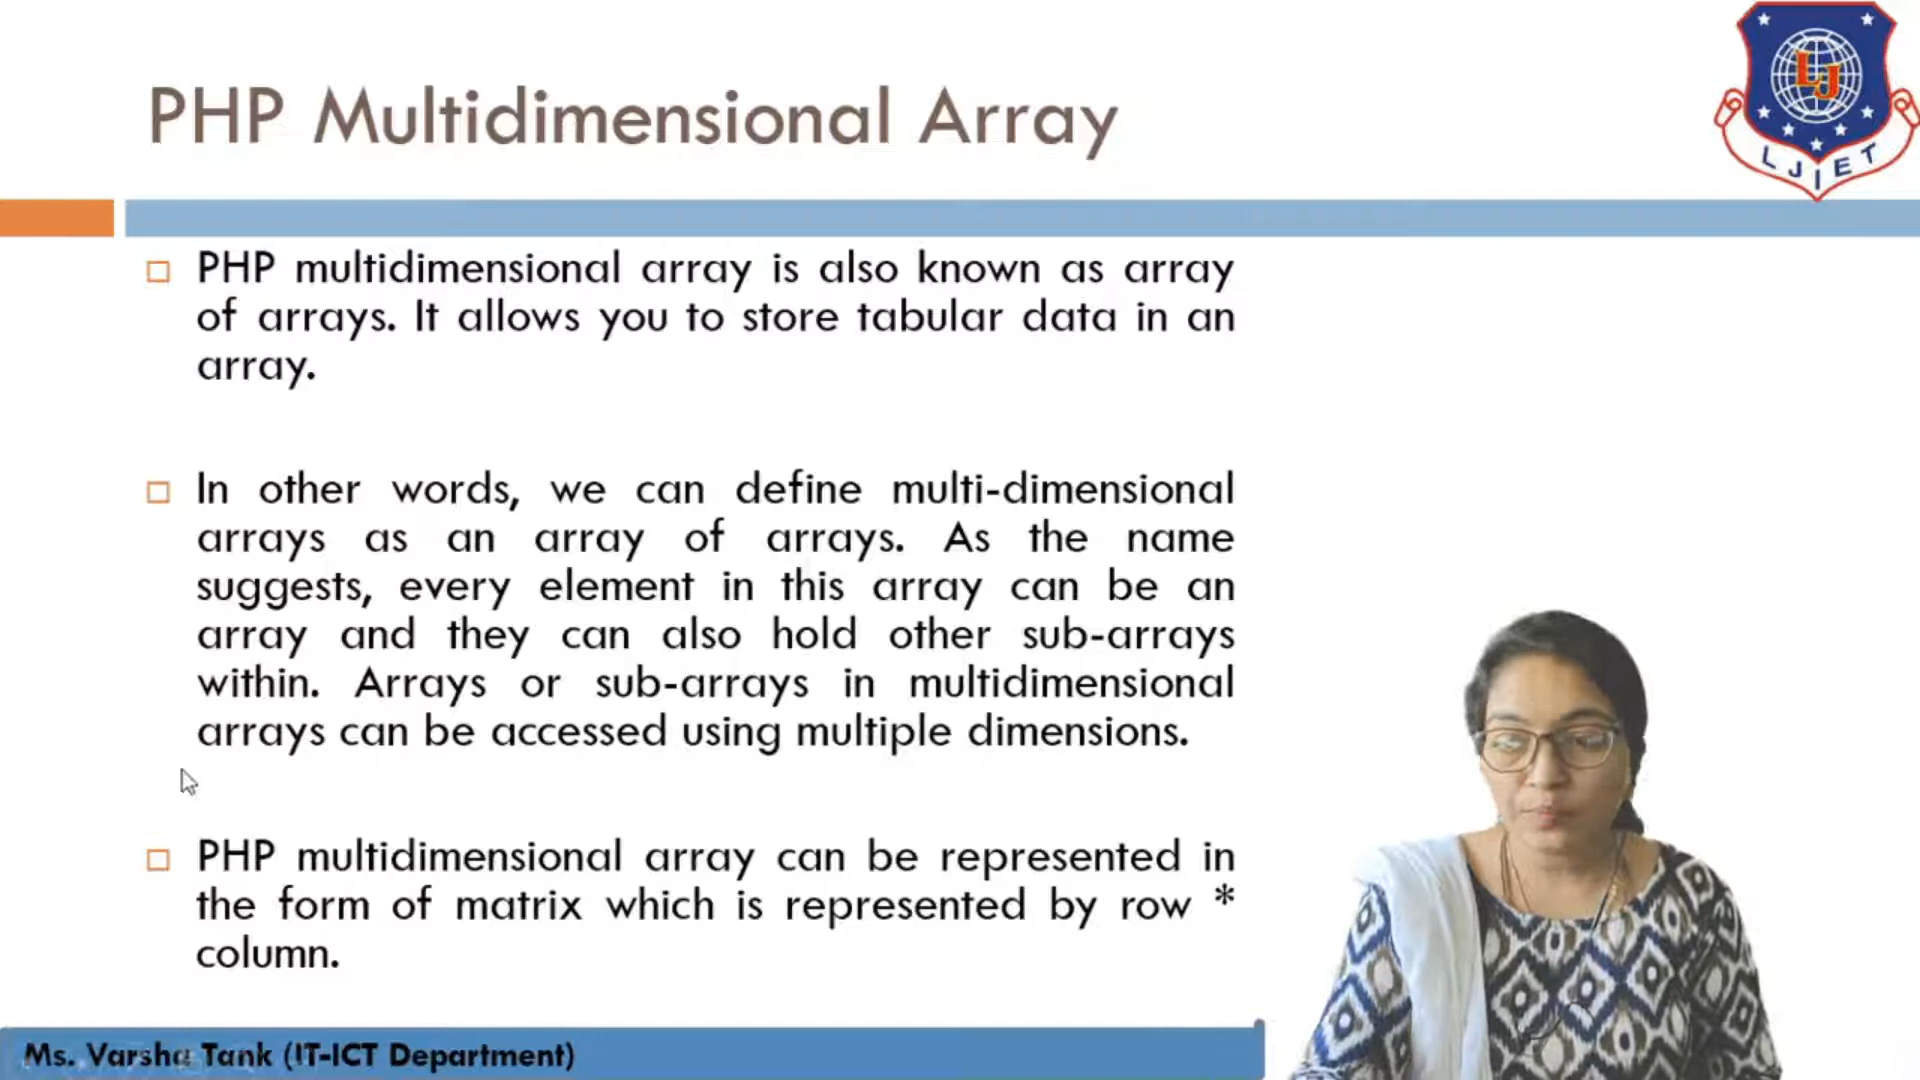 PHP Multidimensional Array
LJ
LJIET
PHP multidimensional array is also known as array
of arrays. It allows you to store tabular data in an
array.
In other words, we can define multi-dimensional
arrays as an array of arrays. As the name
suggests, every element in this array can be an
array and they can also hold other sub-arrays
within. Arrays or sub-arrays in multidimensional
arrays can be accessed using multiple dimensions.
PHP multidimensional array can be represented in
the form of matrix which is represented by row *
column.
Ms. Varsha Tank (IT-ICT Department)